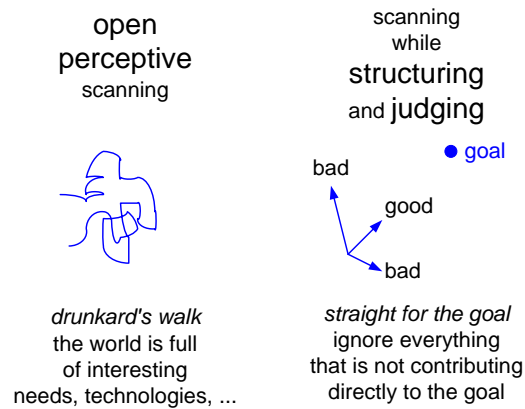 open
perceptive
scanning
drunkard's walk
the world is full
of interesting
needs, technologies, ...
scanning
while
structuring
and judging
goal
bad
good
bad
straight for the goal
ignore everything
that is not contributing
directly to the goal